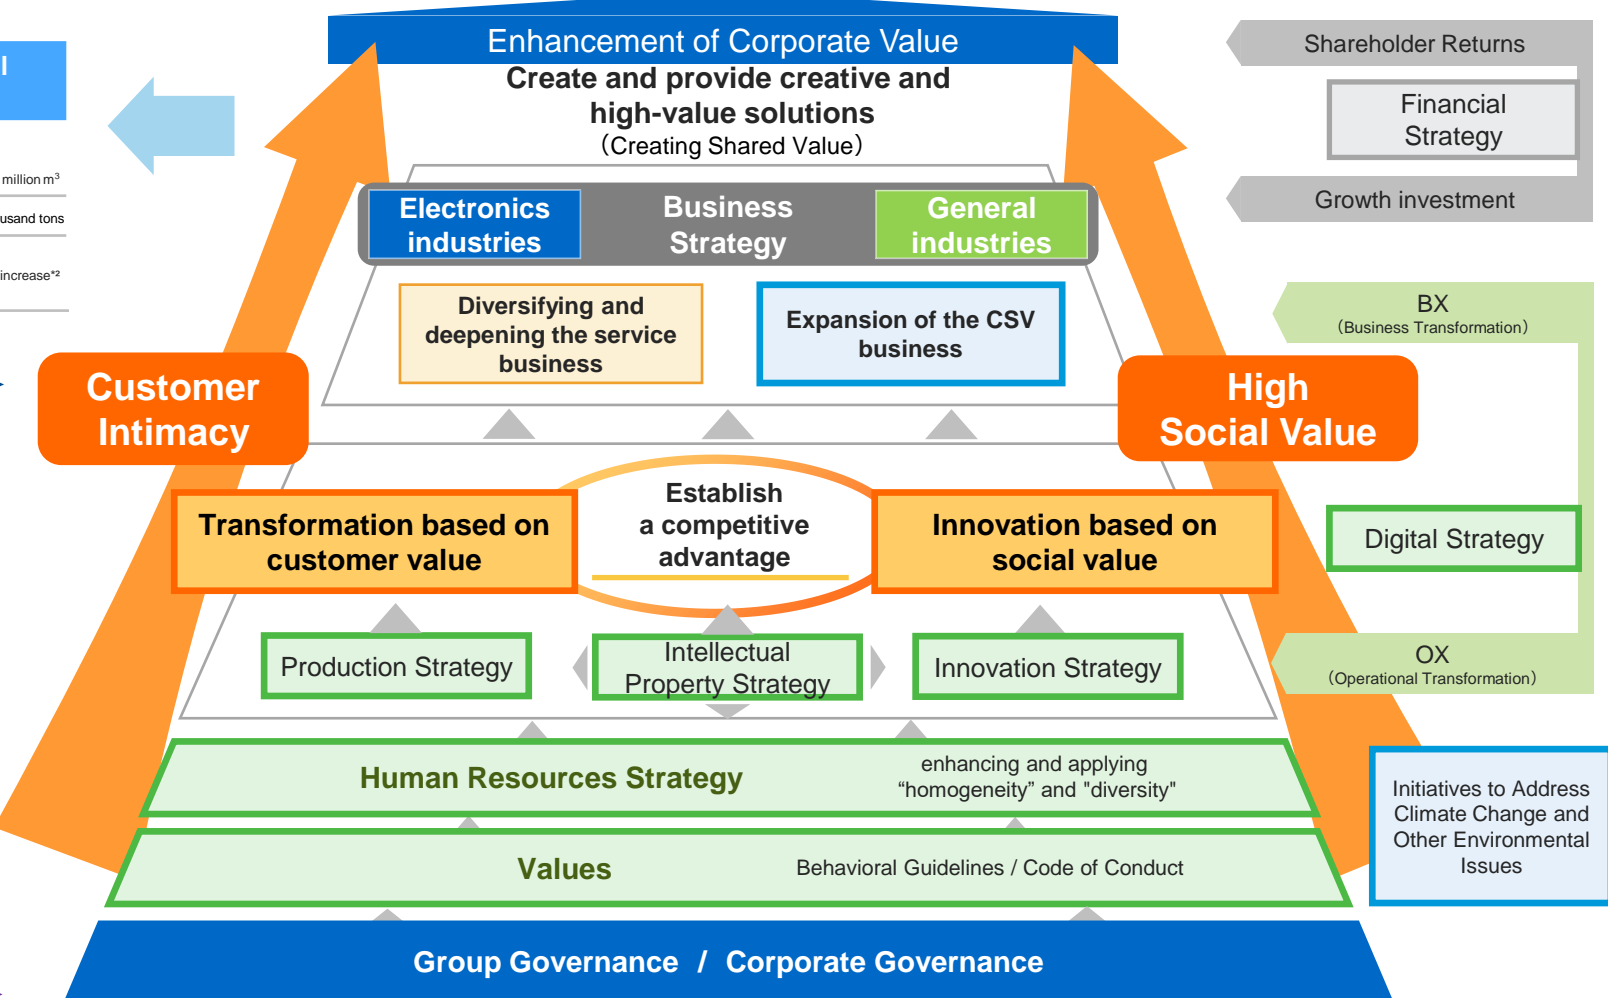 Enhancement of Corporate Value
Create and provide creative and
high-value solutions
（Creating Shared Value）
million m³
tons
increase*²
Electronics
industries
Business
Strategy
General
industries
Diversifying and
deepening the service
business
Expansion of the CSV
business
Customer
Intimacy
High
Social Value
Transformation based on
customer value
Establish
a competitive
advantage
Innovation based on
social value
Production Strategy
Intellectual
Property Strategy
Innovation Strategy
Human Resources Strategy
enhancing and applying
“homogeneity” and "diversity"
Values
Behavioral Guidelines / Code of Conduct
Group Governance / Corporate Governance
Shareholder Returns
Financial
Strategy
Growth investment
BX
（Business Transformation）
Digital Strategy
OX
（Operational Transformation）
Initiatives to Address
Climate Change and
Other Environmental
Issues